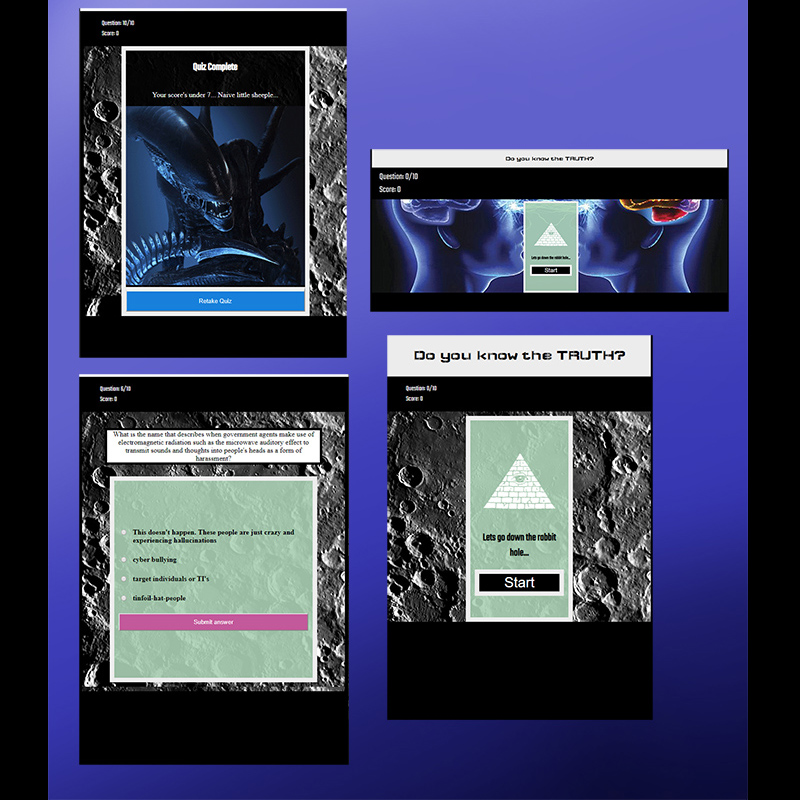 Question: 10/10
Score: 0
Quiz Complete
Your score's under 7... Naive little sheeple...
Retake Quiz
Do you know the TRUTH?
Question: 0/10
Score: 0
Lets go down the rabbit hole...
Start
Question: 6/10
Score: 0
What is the name that describes when government agents make use of
electromagnetic radiation such as the microwave auditory effect to
transmit sounds and thoughts into people's heads as a form of
harassment?
This doesn't happen. These people are just crazy and
experiencing hallucinations
cyber bullying
target individuals or TI's
tinfoil-hat-people
Submit answer
Do you know the TRUTH?
Question: 0/10
Score: 0
Lets go down the rabbit
hole...
Start